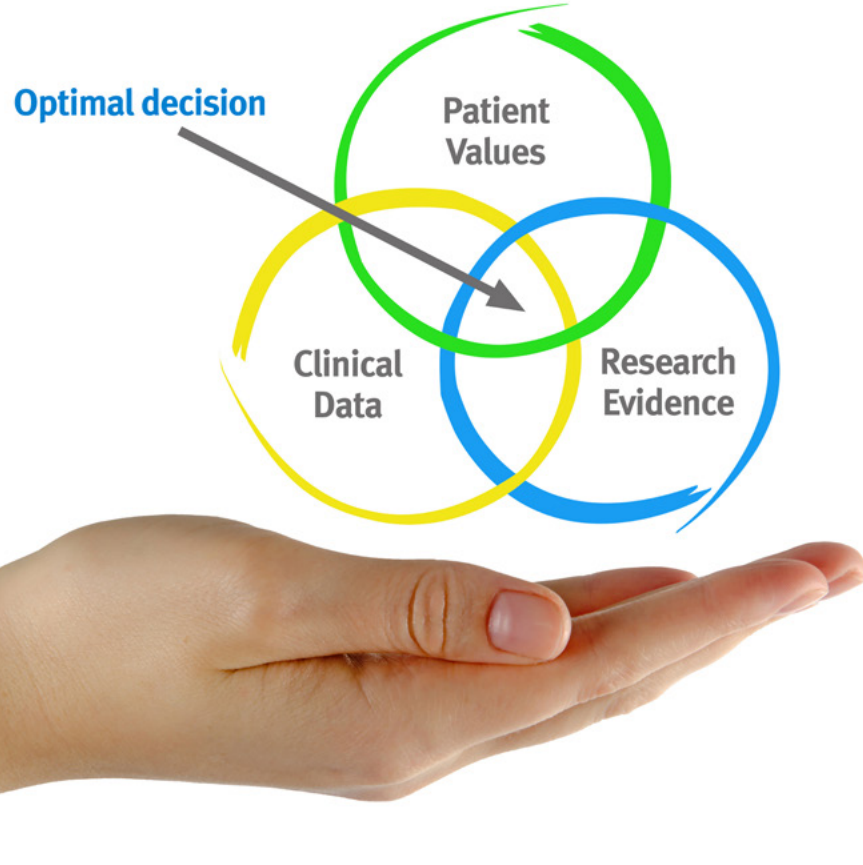 Optimal decision
Patient
Values
Clinical
Data
Research
Evidence